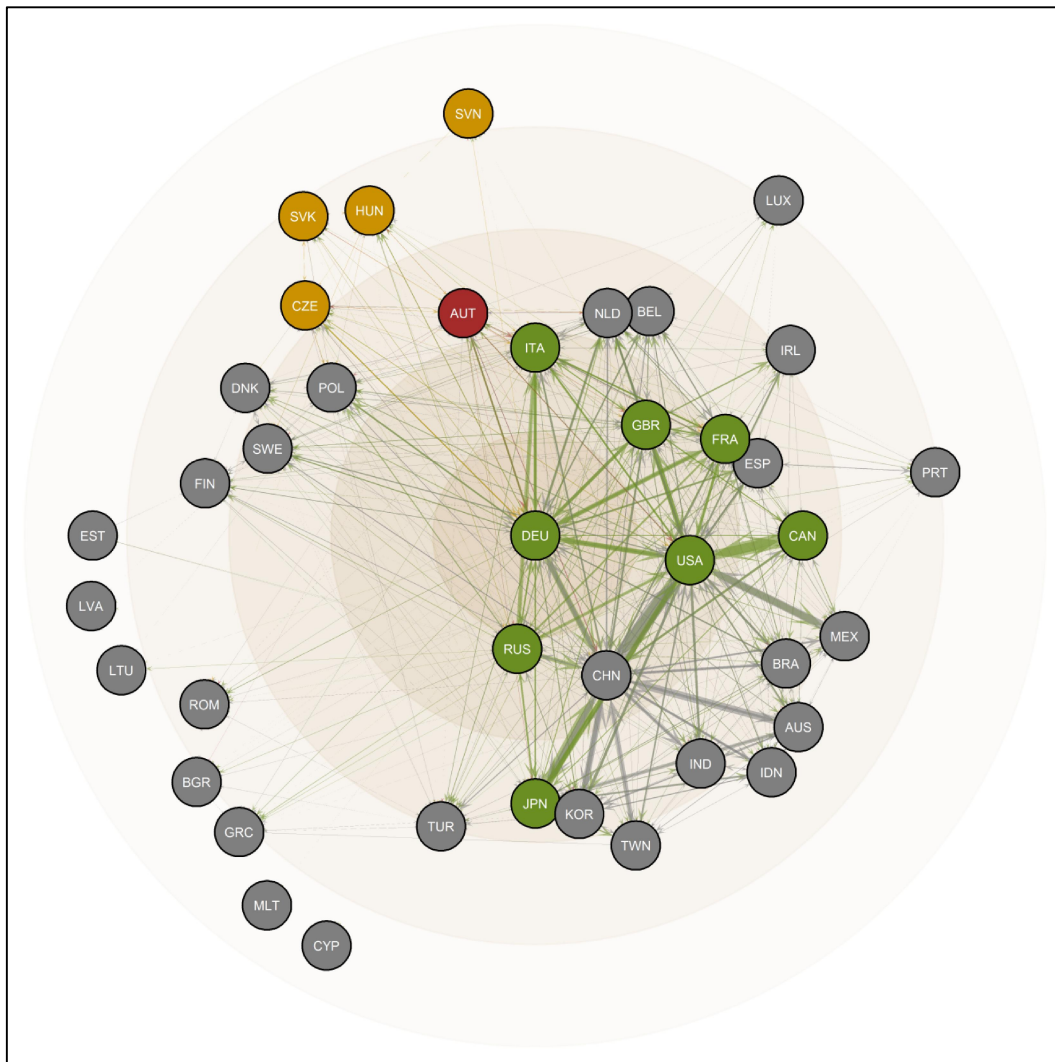 SVN
LUX
HUN
SVK
CZE
AUT
NLD
BEL
ITA
IRL
DNK
POL
GBR
FRA
SWE
ESP
PRT
FIN
EST
DEU
CAN
USA
LVA
MEX
RUS
BRA
LTU
CHN
ROM
AUS
IND
IDN
BGR
JPN
KOR
TUR
GRC
TWN
MLT
CYP